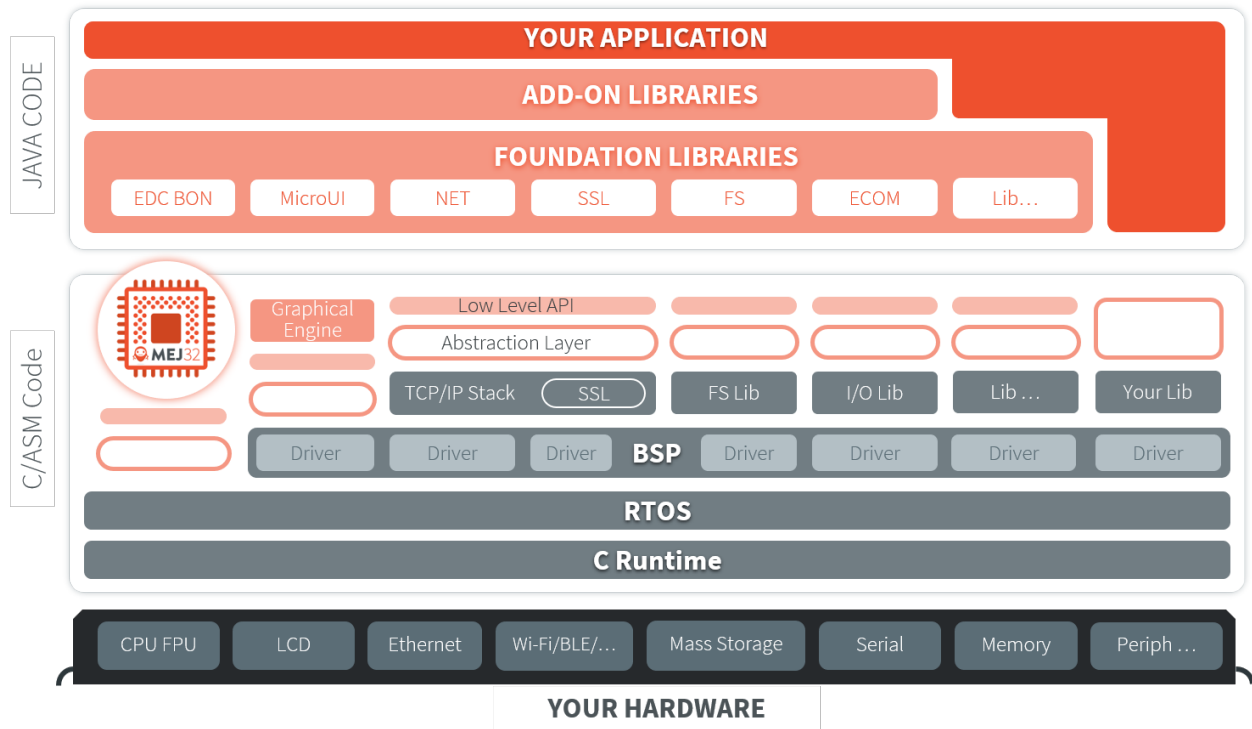 JAVA CODE
YOUR APPLICATION
ADD-ON LIBRARIES
FOUNDATION LIBRARIES
EDC BON
MicroUI
NET
SSL
FS
ECOM
Lib...
C/ASM Code
MEJ32
Graphical
Engine
Low Level API
Abstraction Layer
TCP/IP Stack
SSL
FS Lib
I/O Lib
Lib ...
Your Lib
Driver
Driver
Driver
BSP
Driver
Driver
Driver
Driver
RTOS
C Runtime
CPU FPU
LCD
Ethernet
Wi-Fi/BLE/...
Mass Storage
Serial
Memory
Periph ...
YOUR HARDWARE